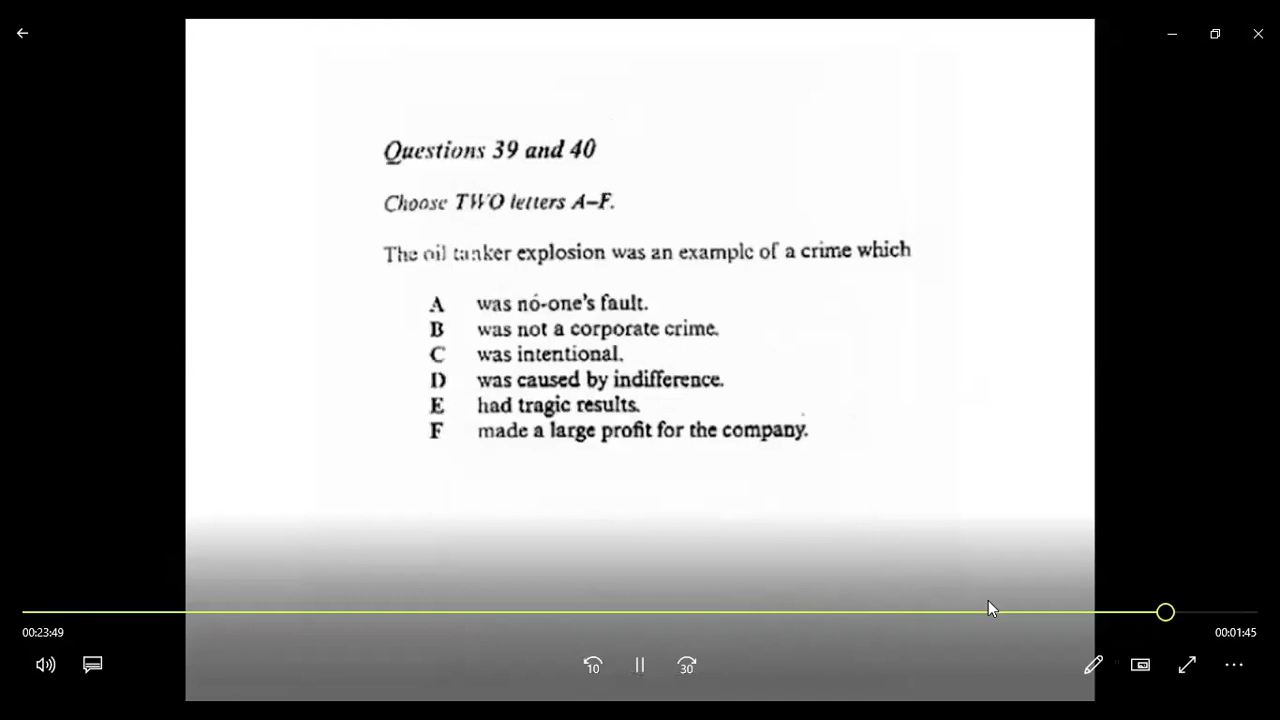 Questions 39 and 40
Choose TWO letters A–F.
The oil tanker explosion was an example of a crime which
A was no-one's fault.
B was not a corporate crime.
C was intentional.
D was caused by indifference.
E had tragic results.
F made a large profit for the company.
00:23:49
00:01:45
10
30